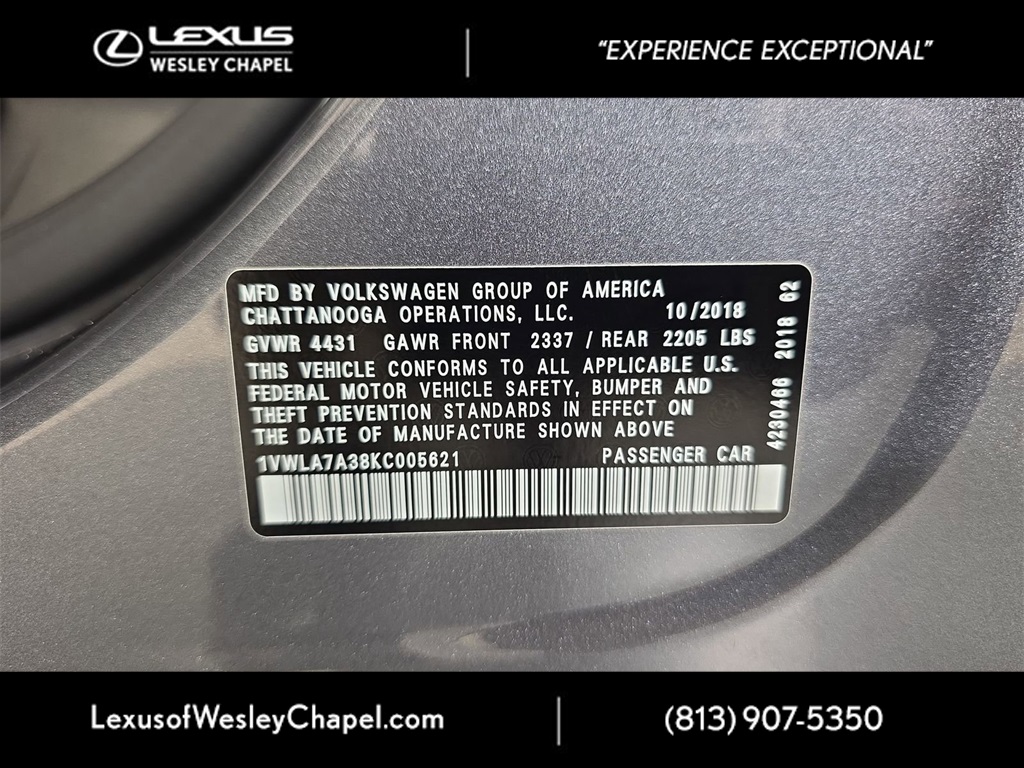 LEXUS
WESLEY CHAPEL
“EXPERIENCE EXCEPTIONAL”
MFD BY VOLKSWAGEN GROUP OF AMERICA
CHATTANOOGA OPERATIONS, LLC. 10/2018
GVWR 4431 GAWR FRONT 2337 / REAR 2205 LBS
THIS VEHICLE CONFORMS TO ALL APPLICABLE U.S.
FEDERAL MOTOR VEHICLE SAFETY, BUMPER AND
THEFT PREVENTION STANDARDS IN EFFECT ON
THE DATE OF MANUFACTURE SHOWN ABOVE
1VWLA7A38KC005621 PASSENGER CAR
4230466 2018 62
LexusofWesleyChapel.com
(813) 907-5350